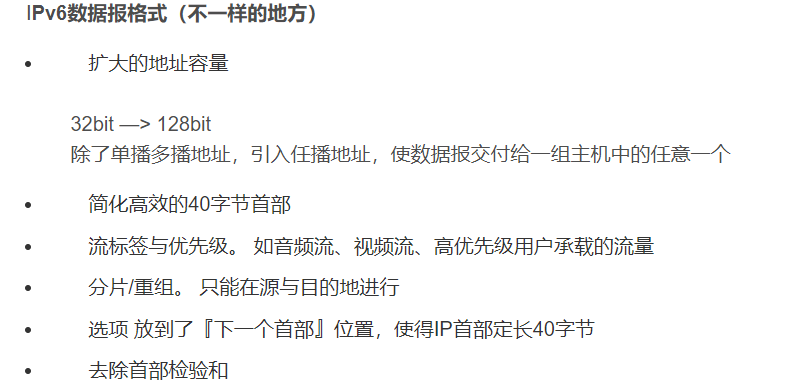 IPv6数据报格式（不一样的地方）
• 扩大的地址容量
32bit —> 128bit
除了单播多播地址，引入任播地址，使数据报交付给一组主机中的任意一个
• 简化高效的40字节首部
• 流标签与优先级。 如音频流、视频流、高优先级用户承载的流量
• 分片/重组。 只能在源与目的地进行
• 选项 放到了『下一个首部』位置，使得IP首部定长40字节
• 去除首部检验和